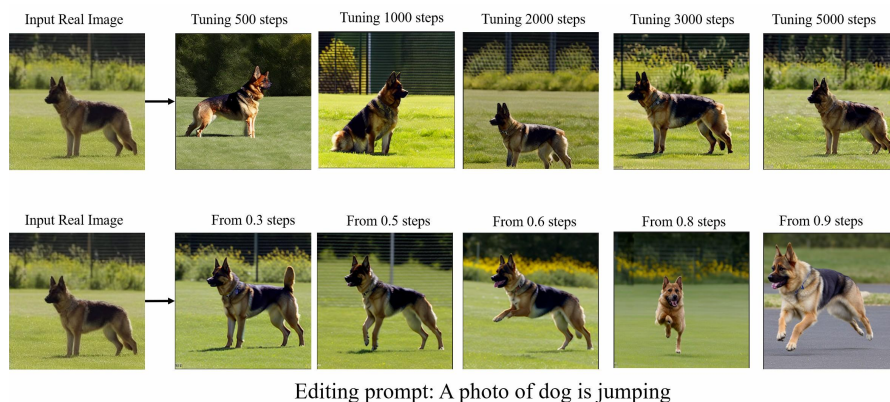 Input Real Image
Tuning 500 steps
Tuning 1000 steps
Tuning 2000 steps
Tuning 3000 steps
Tuning 5000 steps
Input Real Image
From 0.3 steps
From 0.5 steps
From 0.6 steps
From 0.8 steps
From 0.9 steps
Editing prompt: A photo of dog is jumping